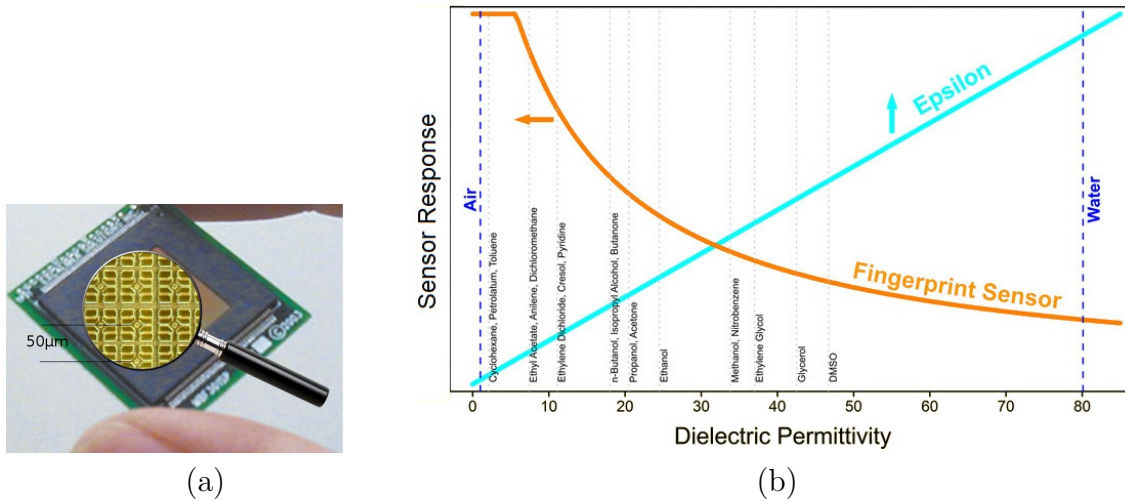 50μm
©2003
(a)
(b)
Sensor Response
Air
Cyclohexane, Petrolatum, Toluene
Ethyl Acetate, Anilene, Dichloromethane
Ethylene Dichloride, Cresol, Pyridine
n-Butanol, Isopropyl Alcohol, Butanone
Propanol, Acetone
Ethanol
Methanol, Nitrobenzene
Ethylene Glycol
Glycerol
DMSO
Water
Epsilon
Fingerprint Sensor
0 10 20 30 40 50 60 70 80
Dielectric Permittivity